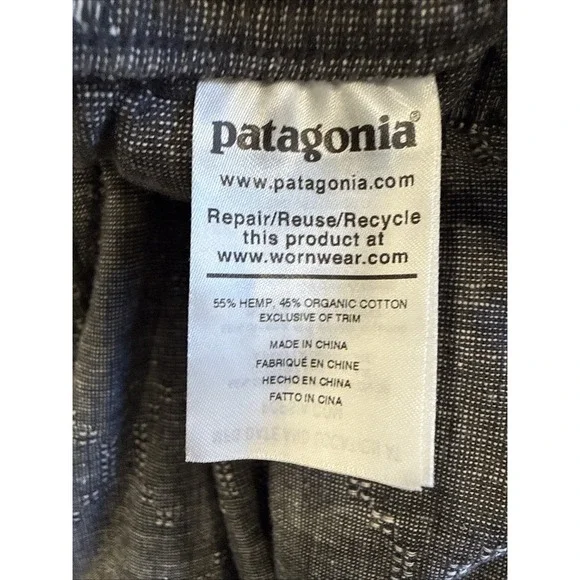 patagonia®
www.patagonia.com
Repair/Reuse/Recycle
this product at
www.wornwear.com
55% HEMP, 45% ORGANIC COTTON
EXCLUSIVE OF TRIM
MADE IN CHINA
FABRIQUÉ EN CHINE
HECHO EN CHINA
FATTO IN CINA